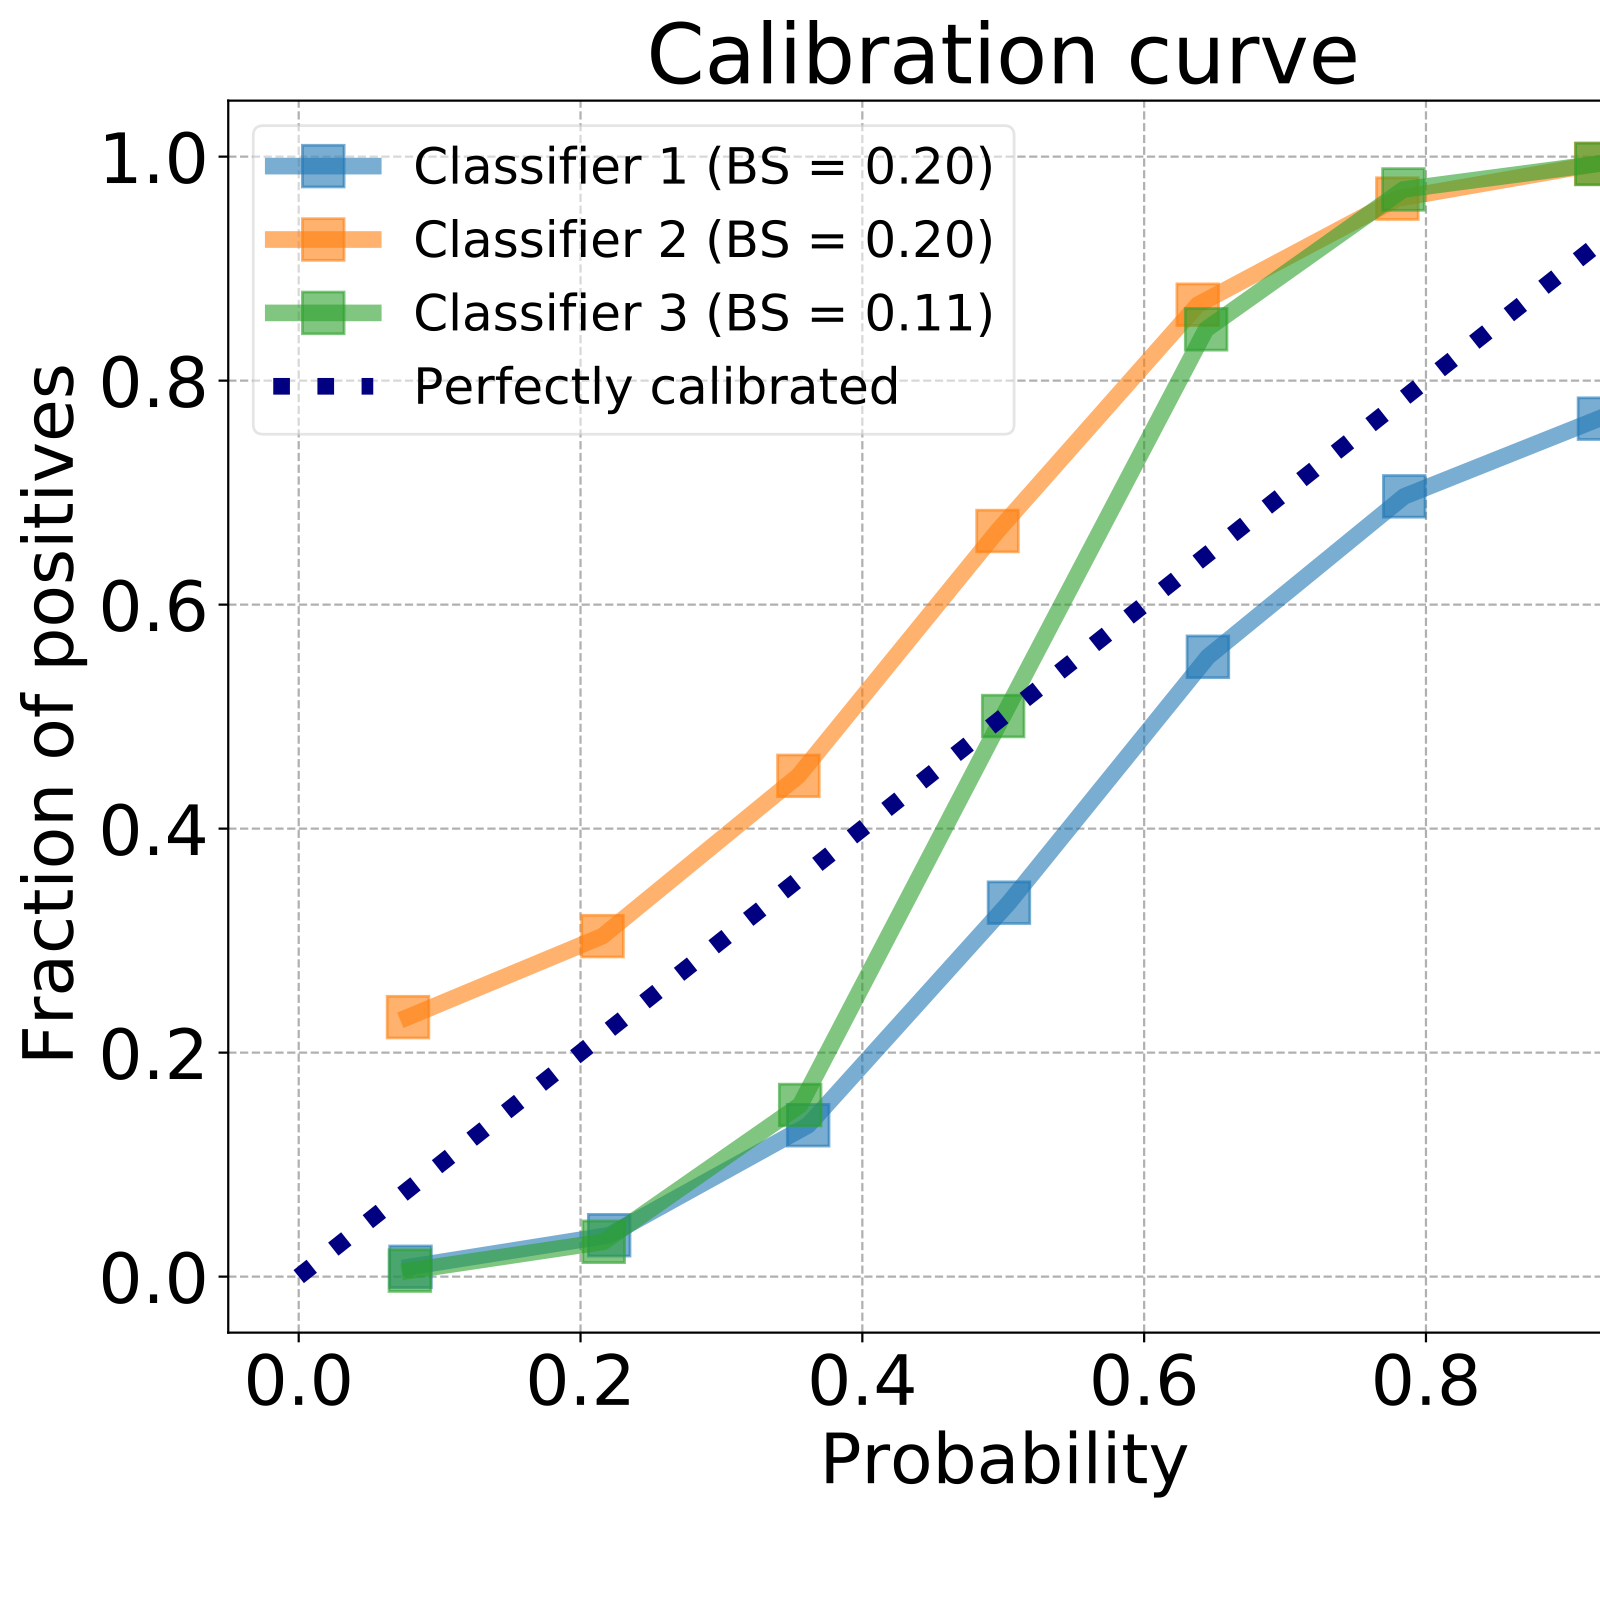 Calibration curve
Classifier 1 (BS = 0.20)
Classifier 2 (BS = 0.20)
Classifier 3 (BS = 0.11)
Perfectly calibrated
Fraction of positives
1.0
0.8
0.6
0.4
0.2
0.0
0.0 0.2 0.4 0.6 0.8
Probability